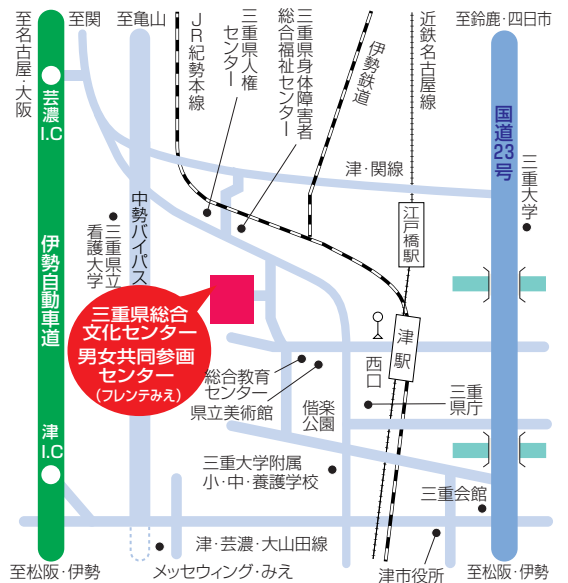 至名古屋・大阪
至関
至亀山
JR紀勢本線
三重県人権
センター
三重県身体障害者
総合福祉センター
伊勢鉄道
近鉄名古屋線
至鈴鹿・四日市
芸濃
I.C
国道23号
津・関線
三重大学
中勢バイパス
三重県立
看護大学
江戸橋駅
伊勢自動車道
三重県総合
文化センター
男女共同参画
センター
(フレンテみえ)
津駅
西口
総合教育
センター
県立美術館
偕楽
公園
三重
県庁
津
I.C
三重大学附属
小・中・養護学校
三重会館
津・芸濃・大山田線
至松阪・伊勢
メッセウィング・みえ
津市役所
至松阪・伊勢